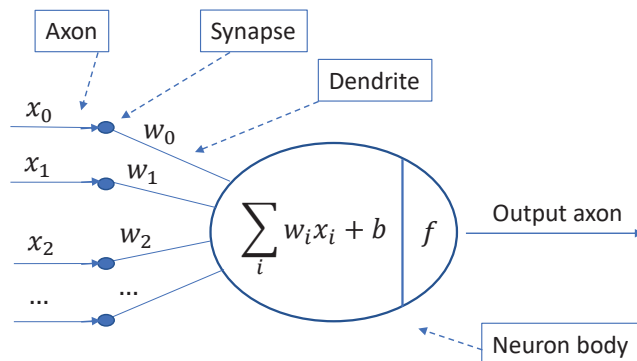 Axon
Synapse
Dendrite
x₀
w₀
x₁
w₁
x₂
w₂
...
...
∑ᵢ wᵢxᵢ + b
f
Output axon
Neuron body